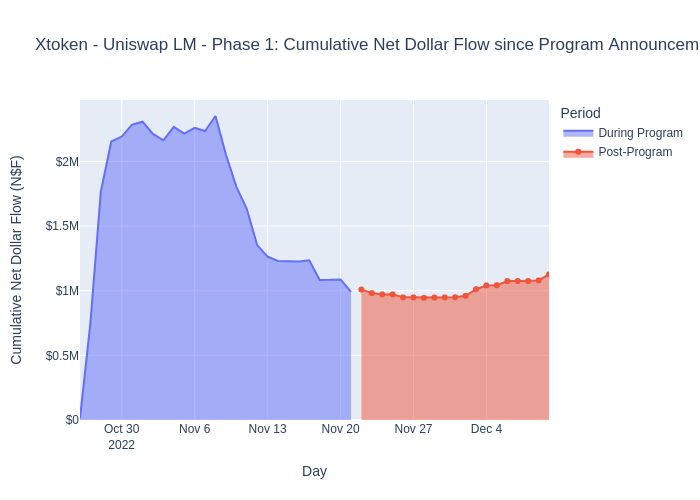 Xtoken - Uniswap LM - Phase 1: Cumulative Net Dollar Flow since Program Announcem
Period
During Program
Post-Program
Cumulative Net Dollar Flow (N$F)
$2M
$1.5M
$1M
$0.5M
$0
Oct 30
2022
Nov 6
Nov 13
Nov 20
Nov 27
Dec 4
Day